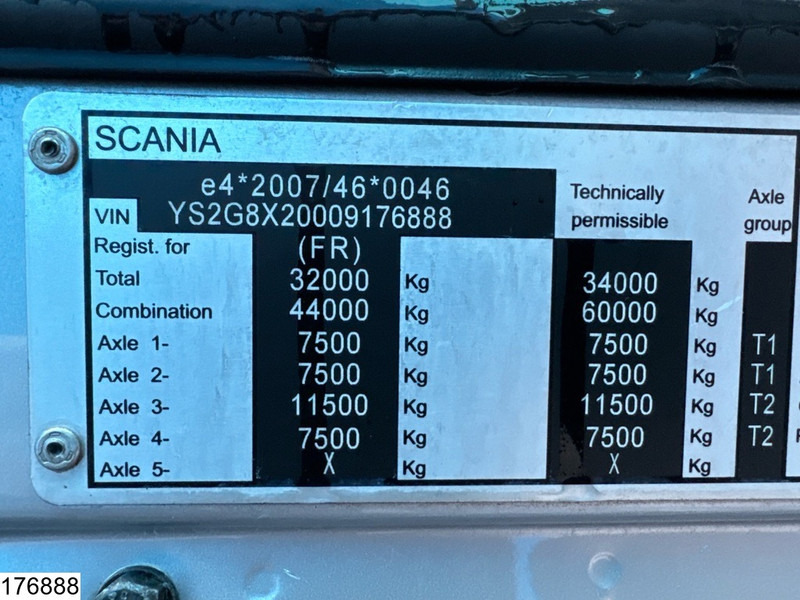 SCANIA
e4*2007/46*0046
VIN YS2G8X20009176888
Technically permissible
Axle group
Regist. for (FR)
Total 32000 Kg 34000 Kg
Combination 44000 Kg 60000 Kg
Axle 1- 7500 Kg 7500 Kg T1
Axle 2- 7500 Kg 7500 Kg T1
Axle 3- 11500 Kg 11500 Kg T2
Axle 4- 7500 Kg 7500 Kg T2
Axle 5- X Kg X Kg
176888